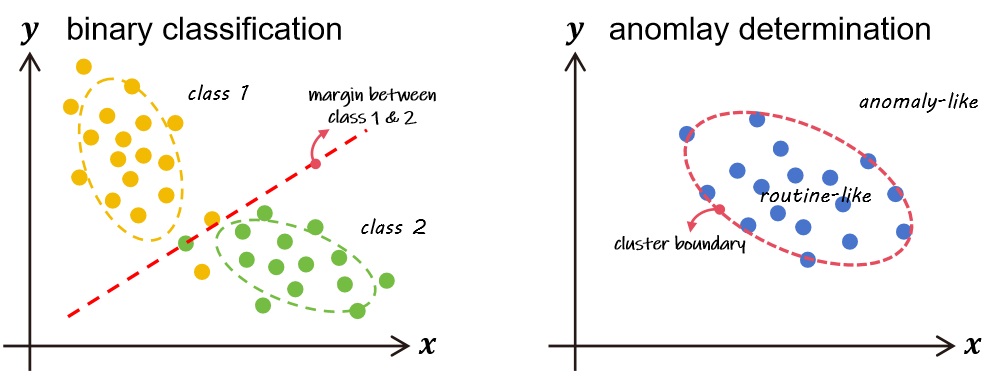 y binary classification
class 1
margin between
class 1 & 2
class 2
x
y anomlay determination
anomaly-like
routine-like
cluster boundary
x